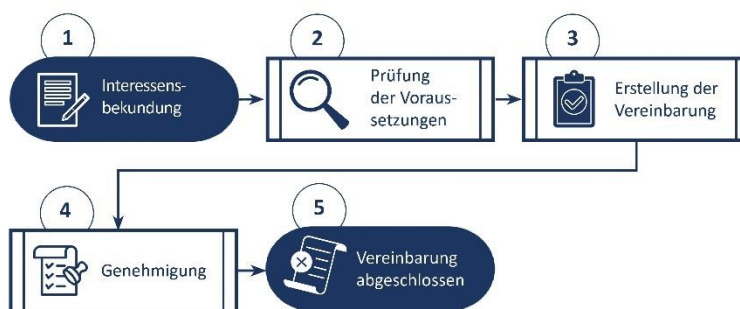 1
Interessens-
bekundung
2
Prüfung
der Voraus-
setzungen
3
Erstellung der
Vereinbarung
4
Genehmigung
5
Vereinbarung
abgeschlossen